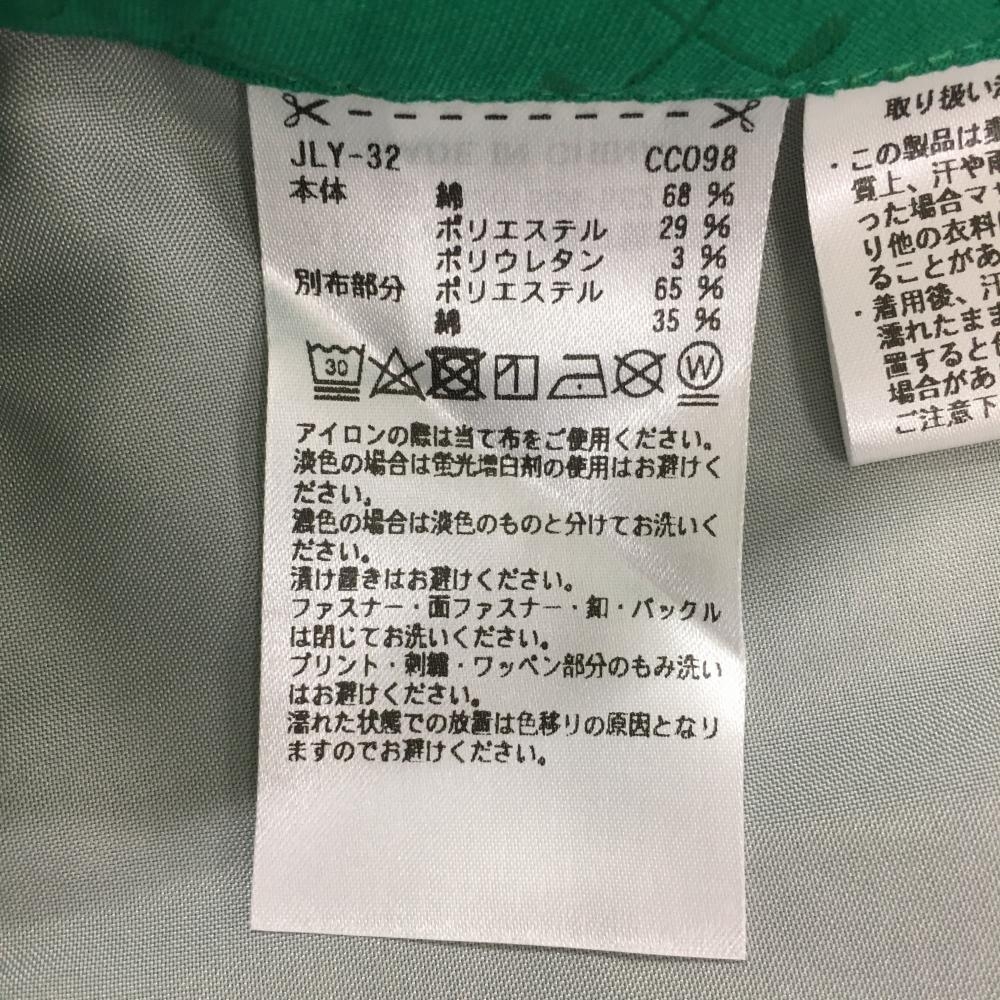 JLY-32 CC098
本体 綿 68 %
ポリエステル 29 %
ポリウレタン 3 %
別布部分 ポリエステル 65 %
綿 35 %
30 W
アイロンの際は当て布をご使用ください。
淡色の場合は蛍光増白剤の使用はお避けく
ださい。
濃色の場合は淡色のものと分けてお洗いく
ださい。
漬け置きはお避けください。
ファスナー・面ファスナー・釦・バックル
は閉じてお洗いください。
プリント・刺繍・ワッペン部分のもみ洗い
はお避けください。
濡れた状態での放置は色移りの原因となり
ますのでお避けください。
取り扱い
・この製品は
質上、汗や雨
った場合マ
り他の衣料
ることがあ
・着用後、汗
濡れたまま
置すると色
場合があ
ご注意下